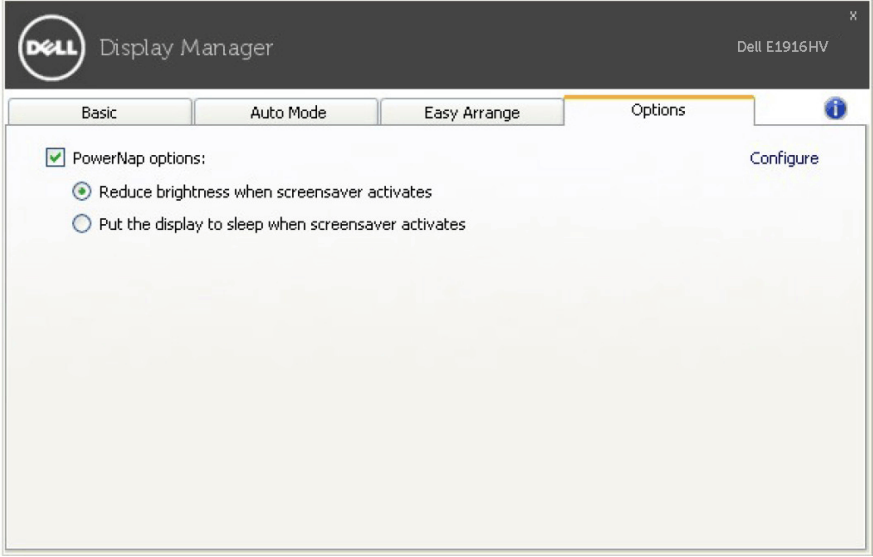 DELL Display Manager
x
Dell E1916HV
Basic Auto Mode Easy Arrange Options i
PowerNap options: Configure
Reduce brightness when screensaver activates
Put the display to sleep when screensaver activates